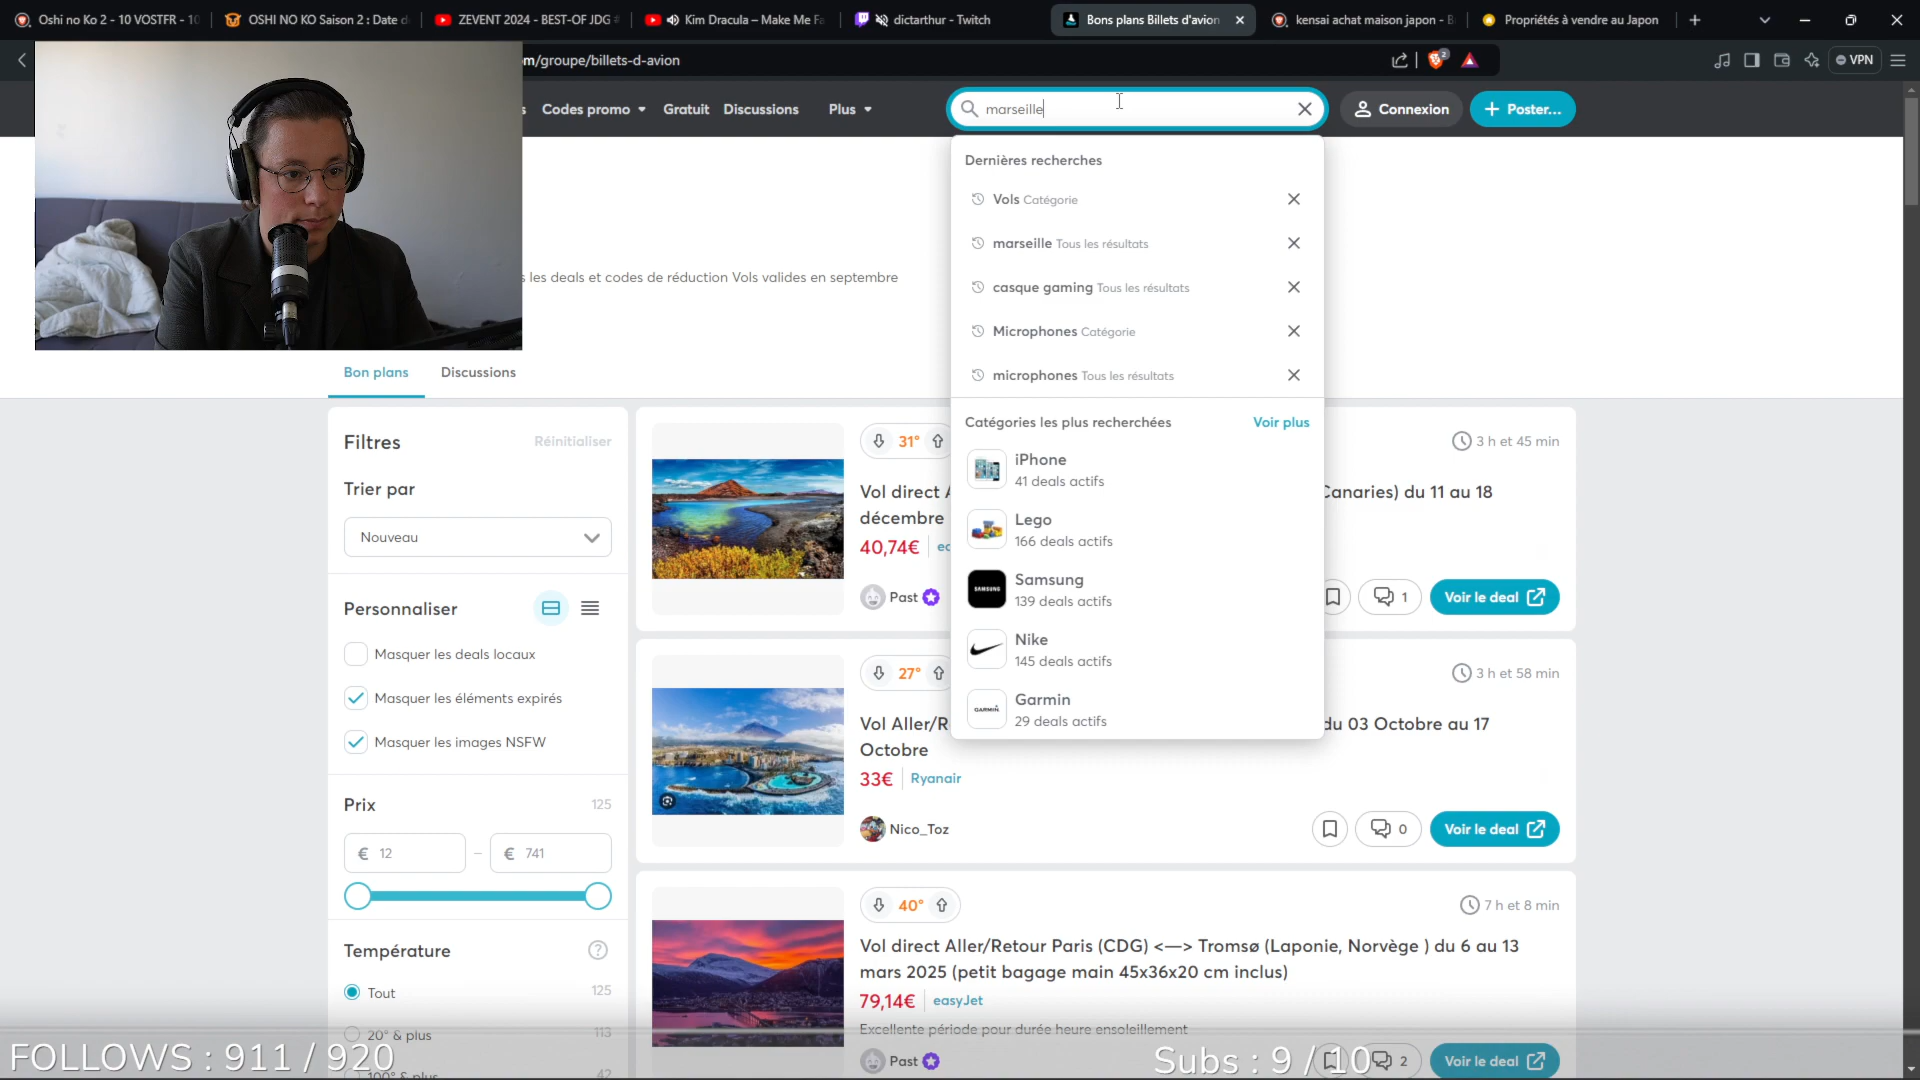 Oshi no Ko 2 - 10 VOSTFR - 10
OSHI NO KO Saison 2 : Date d
ZEVENT 2024 - BEST-OF JDG
Kim Dracula – Make Me Fa
dictarthur - Twitch
Bons plans Billets d'avion
kensai achat maison japon - B
Propriétés à vendre au Japon
m/groupe/billets-d-avion
2
VPN
s
Codes promo
Gratuit
Discussions
Plus
marseille
Connexion
Poster...
Dernières recherches
Vols Catégorie
marseille Tous les résultats
s les deals et codes de réduction Vols valides en septembre
casque gaming Tous les résultats
Microphones Catégorie
microphones Tous les résultats
Bon plans
Discussions
Catégories les plus recherchées
Voir plus
iPhone
41 deals actifs
Lego
166 deals actifs
Samsung
139 deals actifs
SAMSUNG
Nike
145 deals actifs
Garmin
29 deals actifs
GARMIN
Filtres
Réinitialiser
Trier par
Nouveau
Personnaliser
Masquer les deals locaux
Masquer les éléments expirés
Masquer les images NSFW
Prix
125
€ 12
–
€ 741
Température
Tout
125
20° & plus
113
100° & plus
42
31°
3 h et 45 min
Vol direct A
Canaries) du 11 au 18
décembre
40,74€
ea
Past
1
Voir le deal
27°
3 h et 58 min
Vol Aller/R
du 03 Octobre au 17
Octobre
33€
Ryanair
Nico_Toz
0
Voir le deal
40°
7 h et 8 min
Vol direct Aller/Retour Paris (CDG) <—> Tromsø (Laponie, Norvège ) du 6 au 13
mars 2025 (petit bagage main 45x36x20 cm inclus)
79,14€
easyJet
Excellente période pour durée heure ensoleillement
Past
2
Voir le deal
FOLLOWS : 911 / 920
Subs : 9 / 10